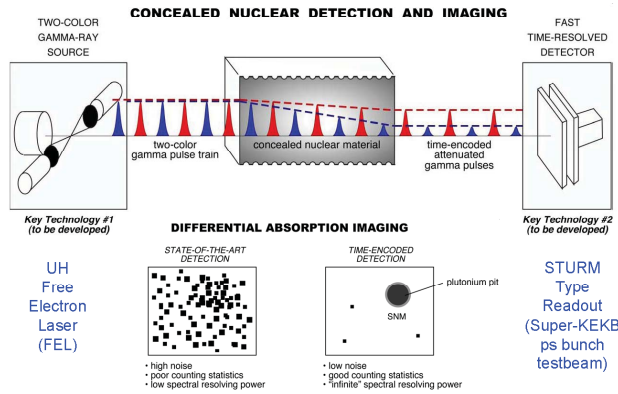 CONCEALED NUCLEAR DETECTION AND IMAGING
TWO-COLOR
GAMMA-RAY
SOURCE
FAST
TIME-RESOLVED
DETECTOR
two-color
gamma pulse train
concealed nuclear material
time-encoded
attenuated
gamma pulses
Key Technology #1
(to be developed)
Key Technology #2
(to be developed)
DIFFERENTIAL ABSORPTION IMAGING
STATE-OF-THE-ART
DETECTION
TIME-ENCODED
DETECTION
plutonium pit
SNM
• high noise
• poor counting statistics
• low spectral resolving power
• low noise
• good counting statistics
• "infinite" spectral resolving power
UH
Free
Electron
Laser
(FEL)
STURM
Type
Readout
(Super-KEKB
ps bunch
testbeam)